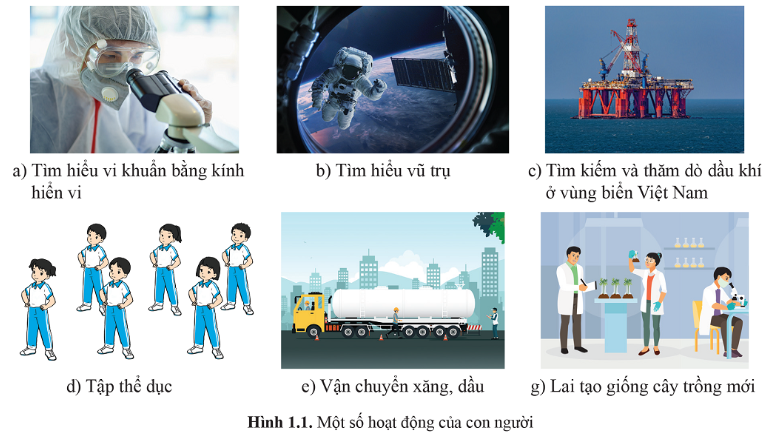 a) Tìm hiểu vi khuẩn bằng kính
hiển vi
b) Tìm hiểu vũ trụ
c) Tìm kiếm và thăm dò dầu khí
ở vùng biển Việt Nam
d) Tập thể dục
e) Vận chuyển xăng, dầu
g) Lai tạo giống cây trồng mới
Hình 1.1. Một số hoạt động của con người